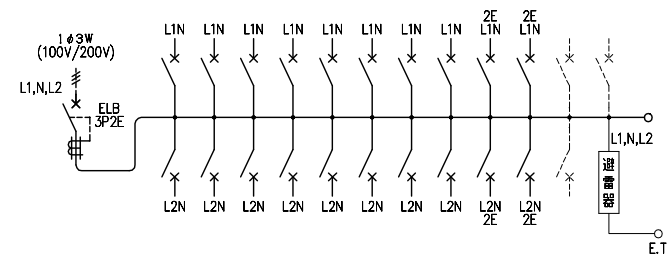 1φ3W
(100V/200V)
L1,N,L2
ELB
3P2E
2E 2E
L1N L1N L1N L1N L1N L1N L1N L1N L1N L1N
L1,N,L2
避雷器
L2N L2N L2N L2N L2N L2N L2N L2N L2N L2N
2E 2E
E.T